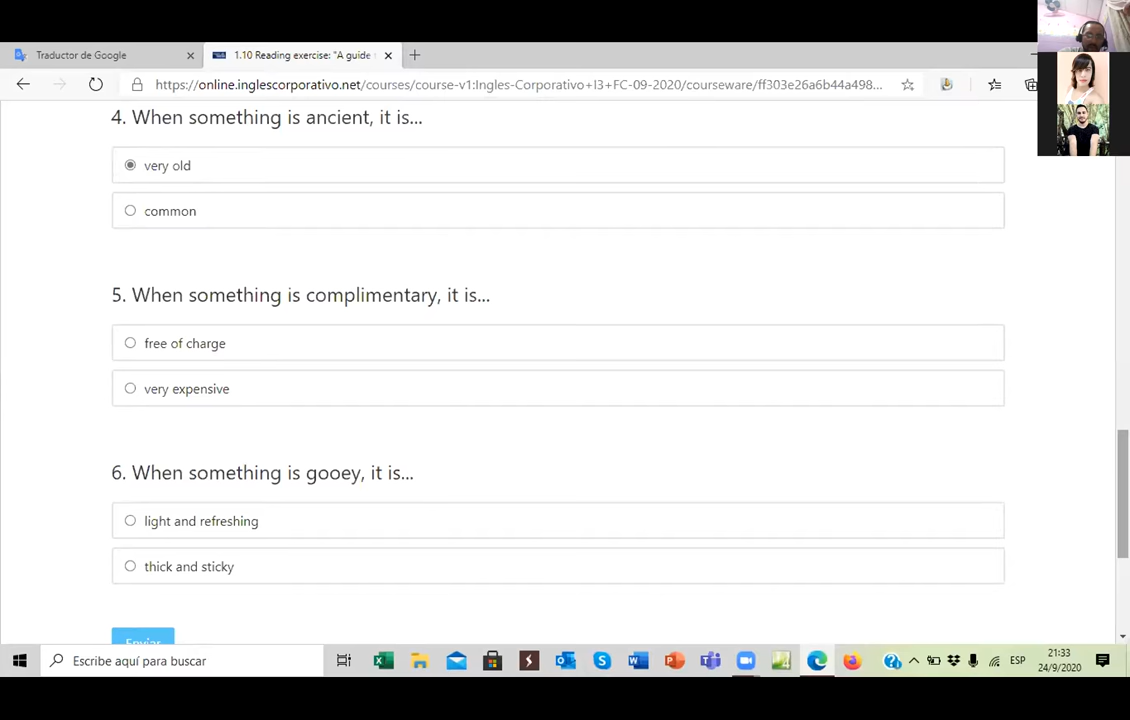 Traductor de Google
1.10 Reading exercise: "A guide
https://online.inglescorporativo.net/courses/course-v1:Ingles-Corporativo+I3+FC-09-2020/courseware/ff303e26a6b44a498...
4. When something is ancient, it is...
very old
common
5. When something is complimentary, it is...
free of charge
very expensive
6. When something is gooey, it is...
light and refreshing
thick and sticky
Enviar
Escribe aquí para buscar
ESP
21:33
24/9/2020